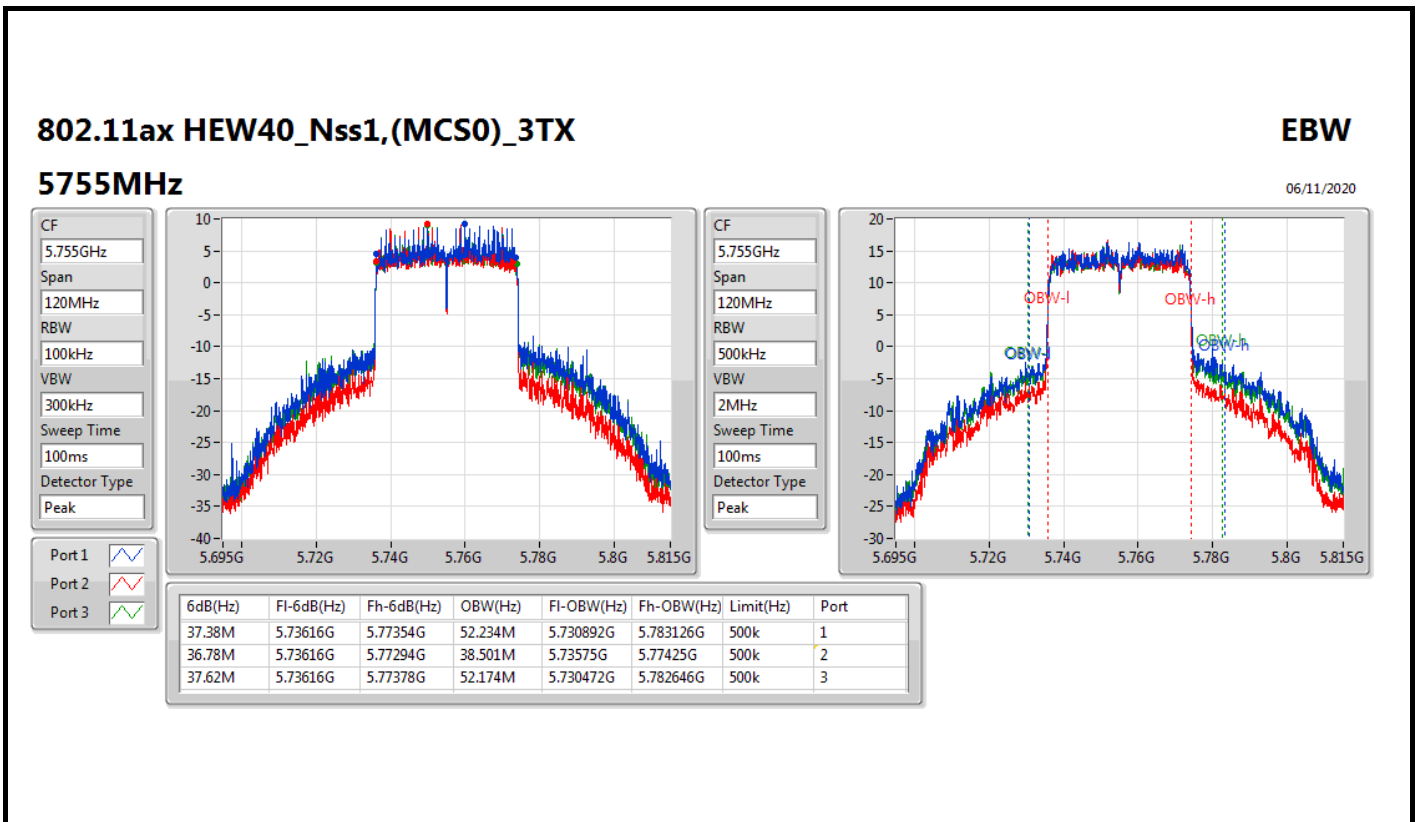 802.11ax HEW40_Nss1,(MCS0)_3TX
EBW
5755MHz
06/11/2020
CF
5.755GHz
Span
120MHz
RBW
100kHz
VBW
300kHz
Sweep Time
100ms
Detector Type
Peak
Port 1
Port 2
Port 3
10
5
0
-5
-10
-15
-20
-25
-30
-35
-40
5.695G 5.72G 5.74G 5.76G 5.78G 5.8G 5.815G
CF
5.755GHz
Span
120MHz
RBW
500kHz
VBW
2MHz
Sweep Time
100ms
Detector Type
Peak
20
15
10
5
0
-5
-10
-15
-20
-25
-30
OBW-l
OBW-h
OBW-l
OBW-h
OBW-h
5.695G 5.72G 5.74G 5.76G 5.78G 5.8G 5.815G
6dB(Hz) Fl-6dB(Hz) Fh-6dB(Hz) OBW(Hz) Fl-OBW(Hz) Fh-OBW(Hz) Limit(Hz) Port
37.38M 5.73616G 5.77354G 52.234M 5.730892G 5.783126G 500k 1
36.78M 5.73616G 5.77294G 38.501M 5.73575G 5.77425G 500k 2
37.62M 5.73616G 5.77378G 52.174M 5.730472G 5.782646G 500k 3